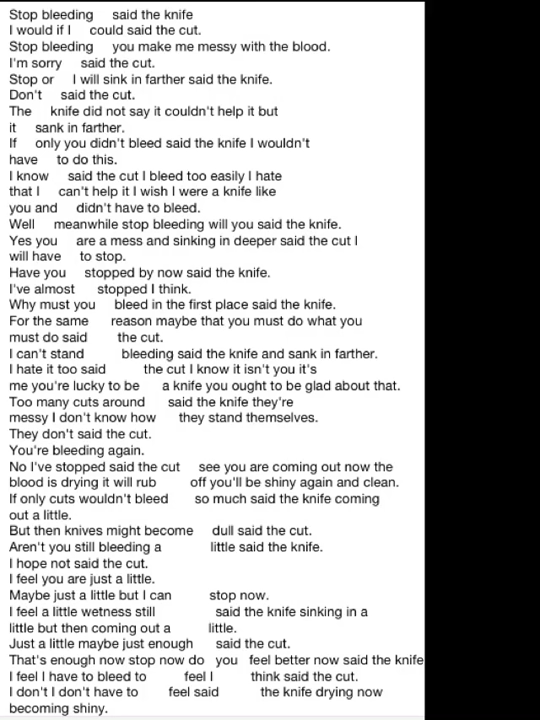 Stop bleeding said the knife
I would if I could said the cut.
Stop bleeding you make me messy with the blood.
I'm sorry said the cut.
Stop or I will sink in farther said the knife.
Don't said the cut.
The knife did not say it couldn't help it but
it sank in farther.
If only you didn't bleed said the knife I wouldn't
have to do this.
I know said the cut I bleed too easily I hate
that I can't help it I wish I were a knife like
you and didn't have to bleed.
Well meanwhile stop bleeding will you said the knife.
Yes you are a mess and sinking in deeper said the cut I
will have to stop.
Have you stopped by now said the knife.
I've almost stopped I think.
Why must you bleed in the first place said the knife.
For the same reason maybe that you must do what you
must do said the cut.
I can't stand bleeding said the knife and sank in farther.
I hate it too said the cut I know it isn't you it's
me you're lucky to be a knife you ought to be glad about that.
Too many cuts around said the knife they're
messy I don't know how they stand themselves.
They don't said the cut.
You're bleeding again.
No I've stopped said the cut see you are coming out now the
blood is drying it will rub off you'll be shiny again and clean.
If only cuts wouldn't bleed so much said the knife coming
out a little.
But then knives might become dull said the cut.
Aren't you still bleeding a little said the knife.
I hope not said the cut.
I feel you are just a little.
Maybe just a little but I can stop now.
I feel a little wetness still said the knife sinking in a
little but then coming out a little.
Just a little maybe just enough said the cut.
That's enough now stop now do you feel better now said the knife
I feel I have to bleed to feel I think said the cut.
I don't I don't have to feel said the knife drying now
becoming shiny.